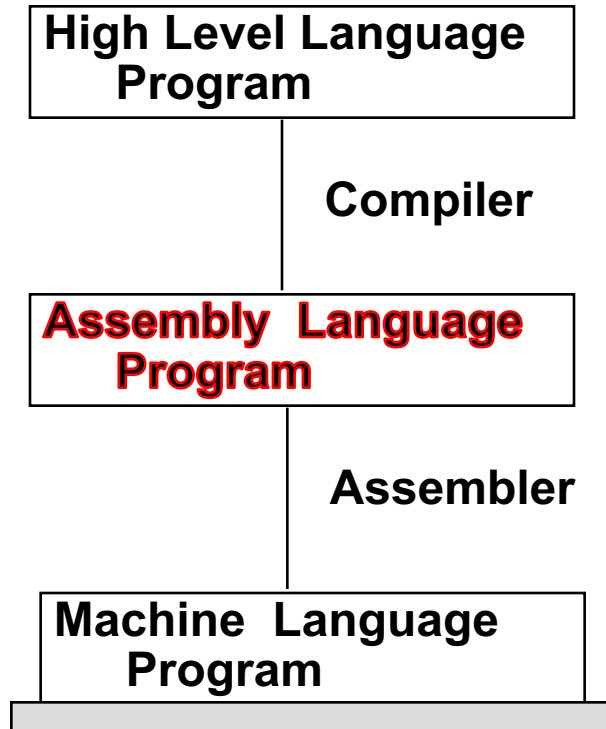 High Level Language
Program
Compiler
Assembly Language
Program
Assembler
Machine Language
Program